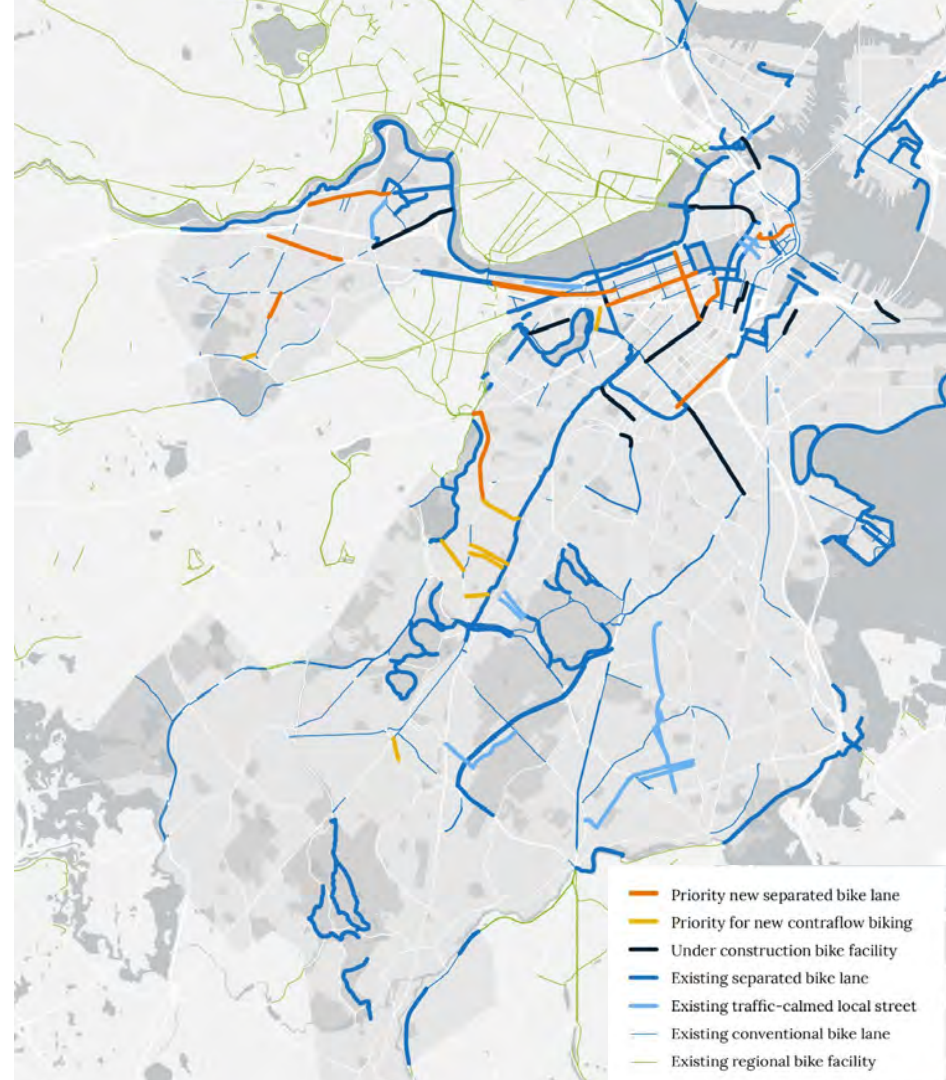 Priority new separated bike lane
Priority for new contraflow biking
Under construction bike facility
Existing separated bike lane
Existing traffic-calmed local street
Existing conventional bike lane
Existing regional bike facility